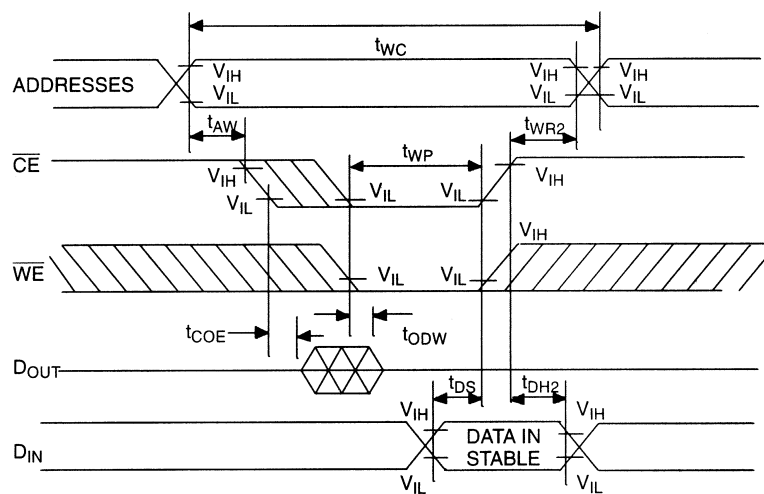 tWC
ADDRESSES
VIH
VIL
VIH
VIL
VIH
VIL
tAW
tWR2
CE
tWP
VIH
VIL
VIL
VIL
VIH
WE
VIL
VIL
VIH
tCOE
tODW
DOUT
tDS
tDH2
DIN
VIH
VIL
DATA IN
STABLE
VIH
VIL